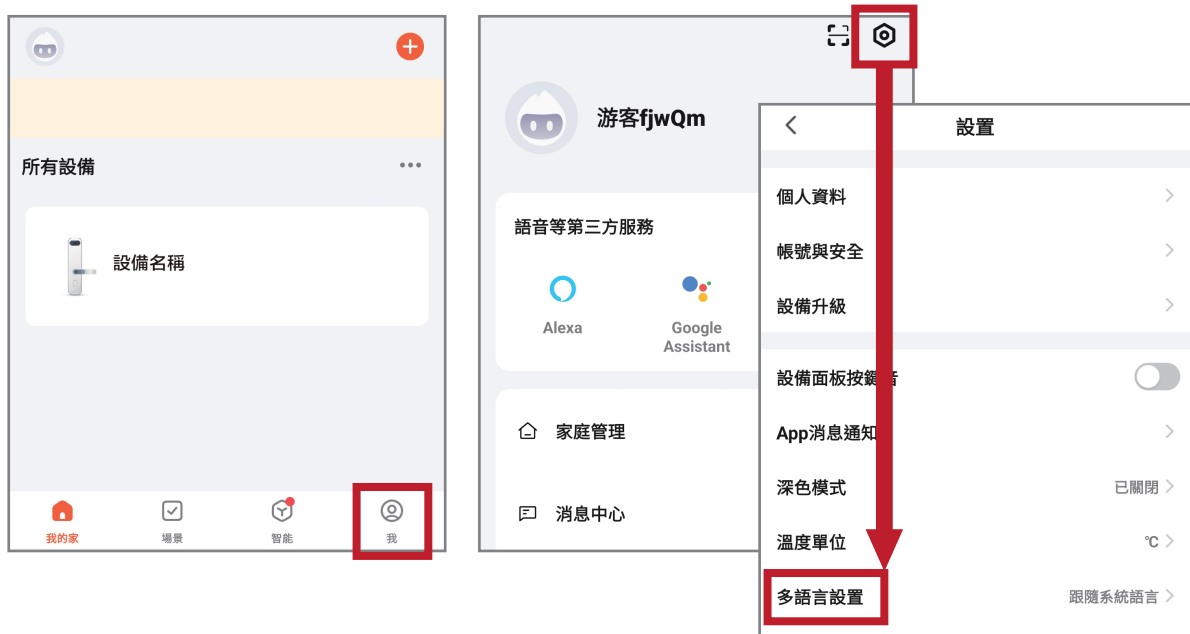 所有設備
設備名稱
我的家
場景
智能
我
游客fjwQm
語音等第三方服務
Alexa
Google
Assistant
家庭管理
消息中心
設置
個人資料
帳號與安全
設備升級
設備面板按鍵音
App消息通知
深色模式
已關閉
溫度單位
℃
多語言設置
跟隨系統語言